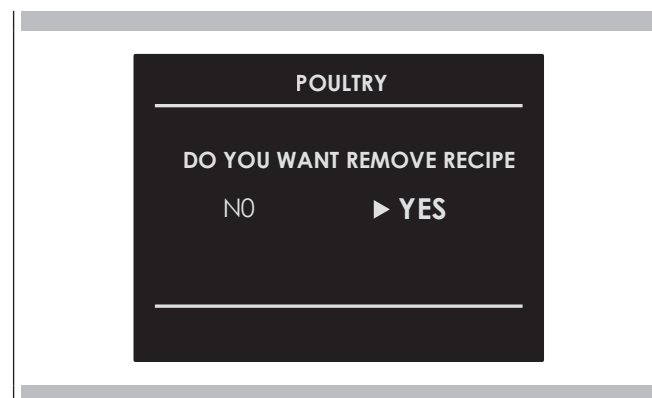 POULTRY
DO YOU WANT REMOVE RECIPE
N0 ▶ YES